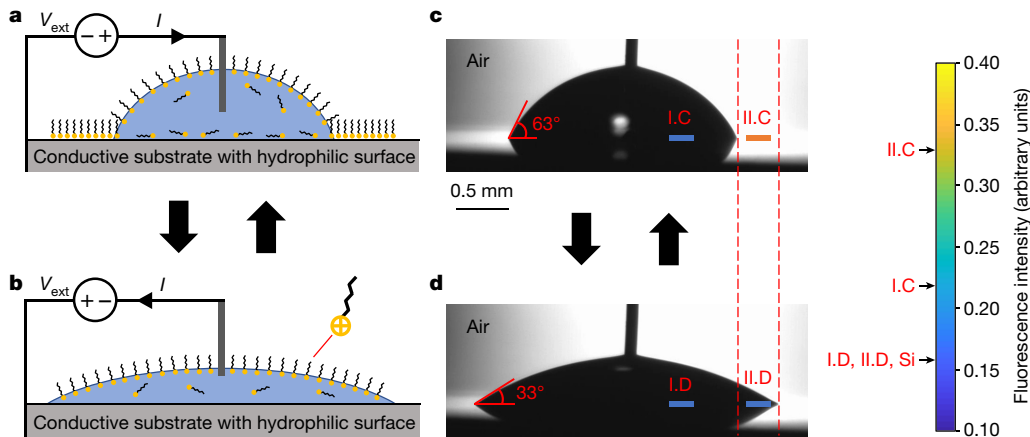 a
V_ext
− +
I
Conductive substrate with hydrophilic surface
b
V_ext
+ −
I
Conductive substrate with hydrophilic surface
c
Air
63°
I.C
II.C
0.5 mm
d
Air
33°
I.D
II.D
II.C
I.C
I.D, II.D, Si
0.40
0.35
0.30
0.25
0.20
0.15
0.10
Fluorescence intensity (arbitrary units)